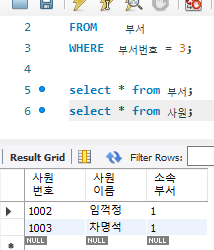 2 FROM 부서
3 WHERE 부서번호 = 3;
4
5 select * from 부서;
6 select * from 사원;
Result Grid Filter Rows:
사원번호 사원이름 소속부서
1002 임꺽정 1
1003 차명석 1
NULL NULL NULL